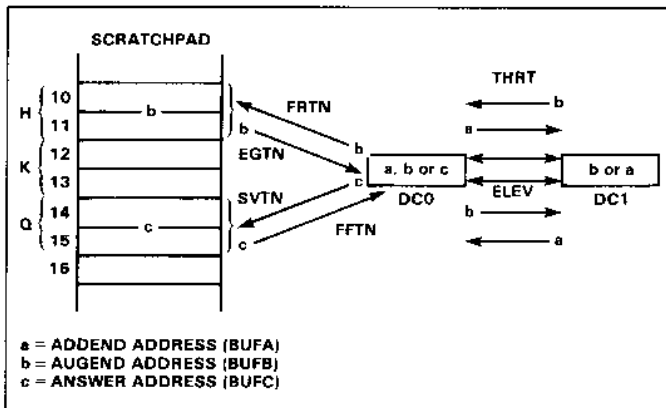 SCRATCHPAD
THRT
H
10
b
11
K
12
13
Q
14
c
15
16
FRTN
b
b
EGTN
SVTN
c
c
FFTN
a, b or c
DC0
b
a
ELEV
b
a
b or a
DC1
a = ADDEND ADDRESS (BUFA)
b = AUGEND ADDRESS (BUFB)
c = ANSWER ADDRESS (BUFC)